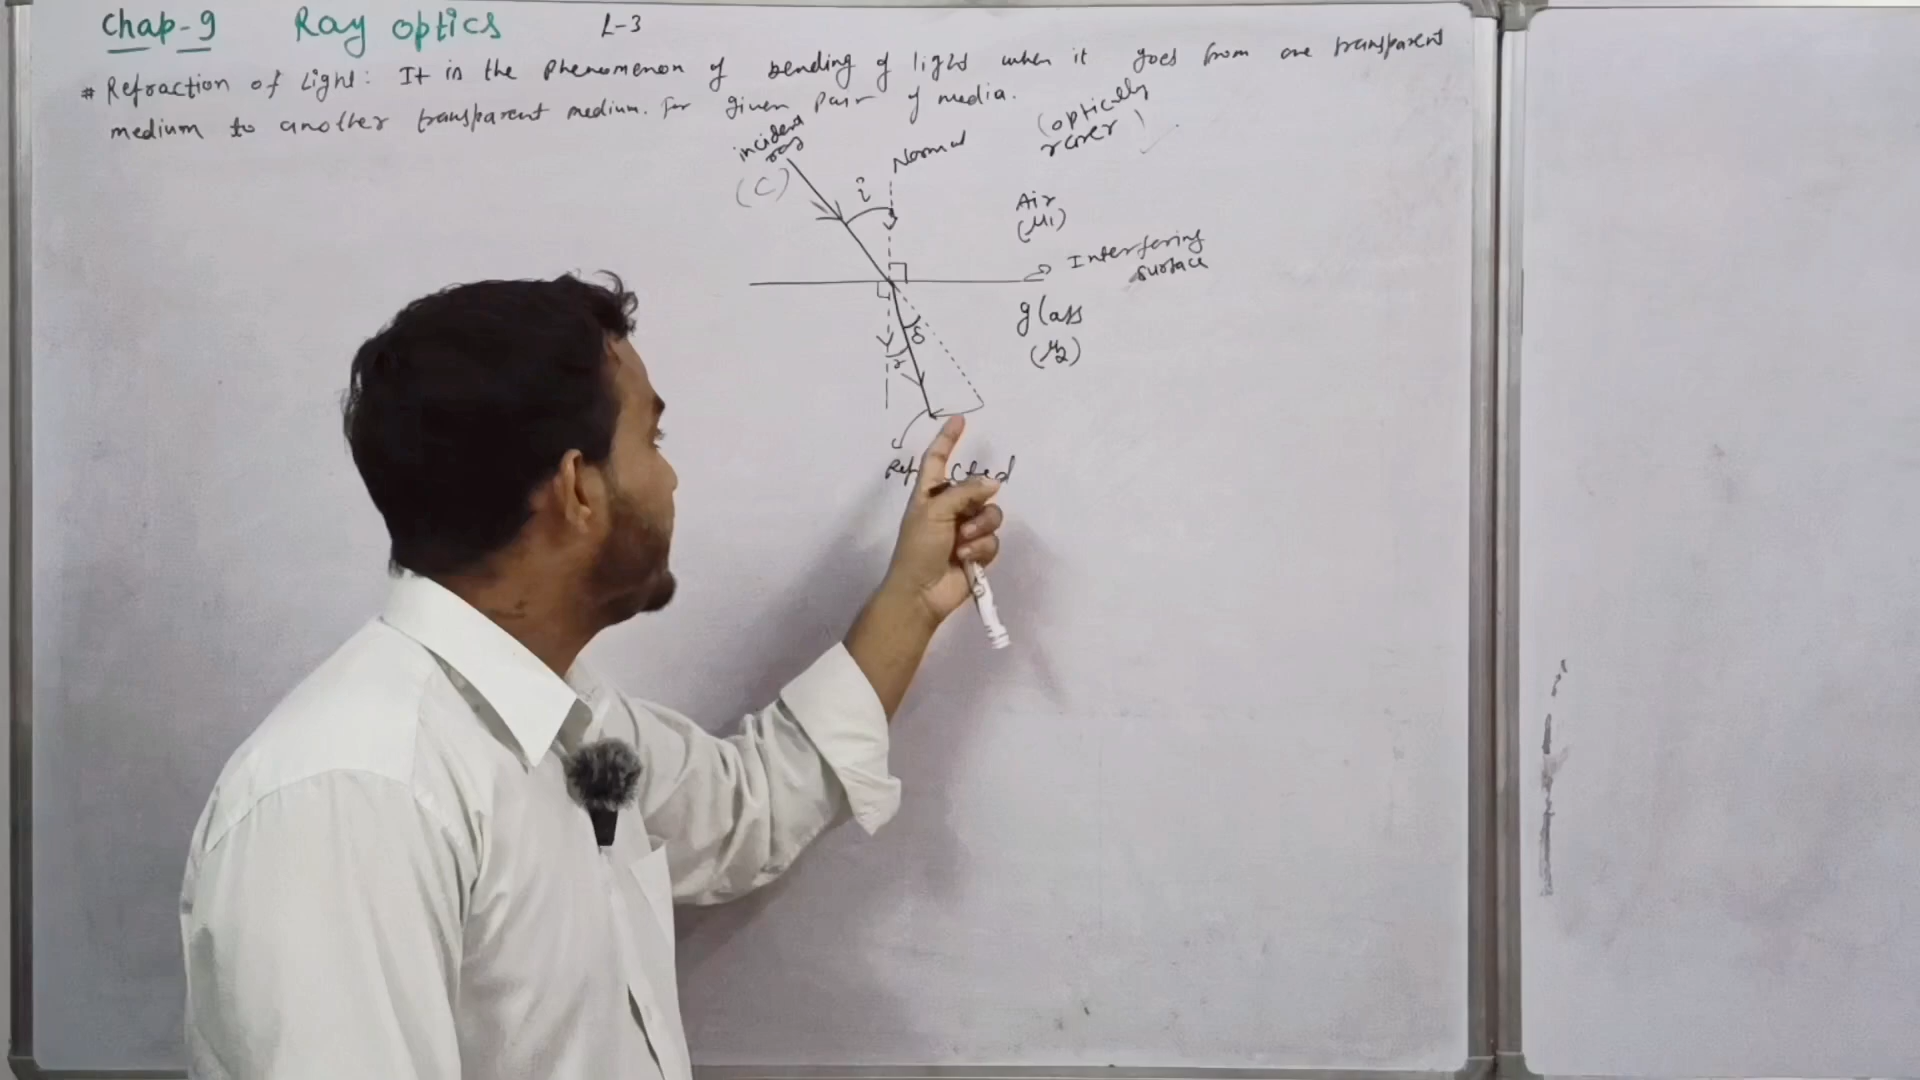 Chap-9 Ray optics L-3
# Refraction of Light: It is the Phenomenon of bending of light when it goes from one transparent
medium to another transparent medium. for given pair of media.
incident
ray
(C)
i
Normal
(optically
rarer)
Air
(μ1)
Interfering
surface
glass
(μ2)
δ
r